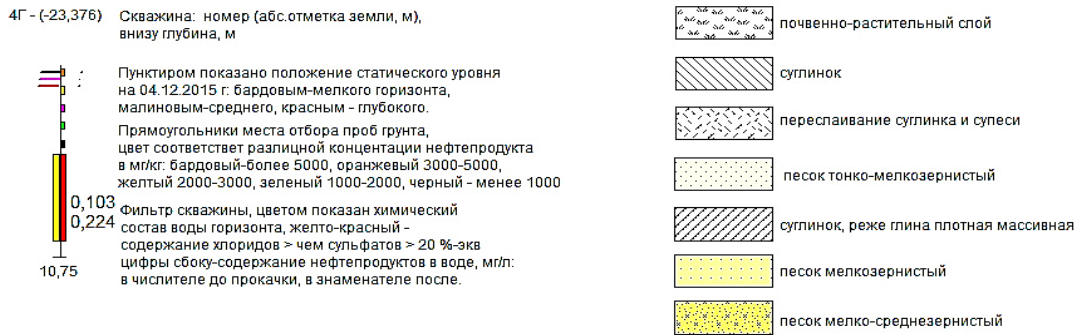 4Г - (-23,376)
Скважина: номер (абс.отметка земли, м),
внизу глубина, м
Пунктиром показано положение статического уровня
на 04.12.2015 г: бардовым-мелкого горизонта,
малиновым-среднего, красным - глубокого.
Прямоугольники места отбора проб грунта,
цвет соответствет разлицной концентации нефтепродукта
в мг/кг: бардовый-более 5000, оранжевый 3000-5000,
желтый 2000-3000, зеленый 1000-2000, черный - менее 1000
0,103
0,224
Фильтр скважины, цветом показан химический
состав воды горизонта, желто-красный -
содержание хлоридов > чем сульфатов > 20 %-экв
цифры сбоку-содержание нефтепродуктов в воде, мг/л:
в числителе до прокачки, в знаменателе после.
10,75
почвенно-растительный слой
суглинок
переслаивание суглинка и супеси
песок тонко-мелкозернистый
суглинок, реже глина плотная массивная
песок мелкозернистый
песок мелко-среднезернистый